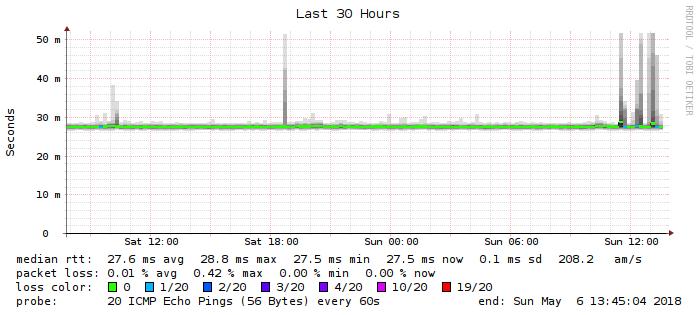 Last 30 Hours
RRDTOOL / TOBI OETIKER
Seconds
50 m
40 m
30 m
20 m
10 m
0
Sat 12:00 Sat 18:00 Sun 00:00 Sun 06:00 Sun 12:00
median rtt: 27.6 ms avg 28.8 ms max 27.5 ms min 27.5 ms now 0.1 ms sd 208.2 am/s
packet loss: 0.01 % avg 0.42 % max 0.00 % min 0.00 % now
loss color: 0 1/20 2/20 3/20 4/20 10/20 19/20
probe: 20 ICMP Echo Pings (56 Bytes) every 60s end: Sun May 6 13:45:04 2018